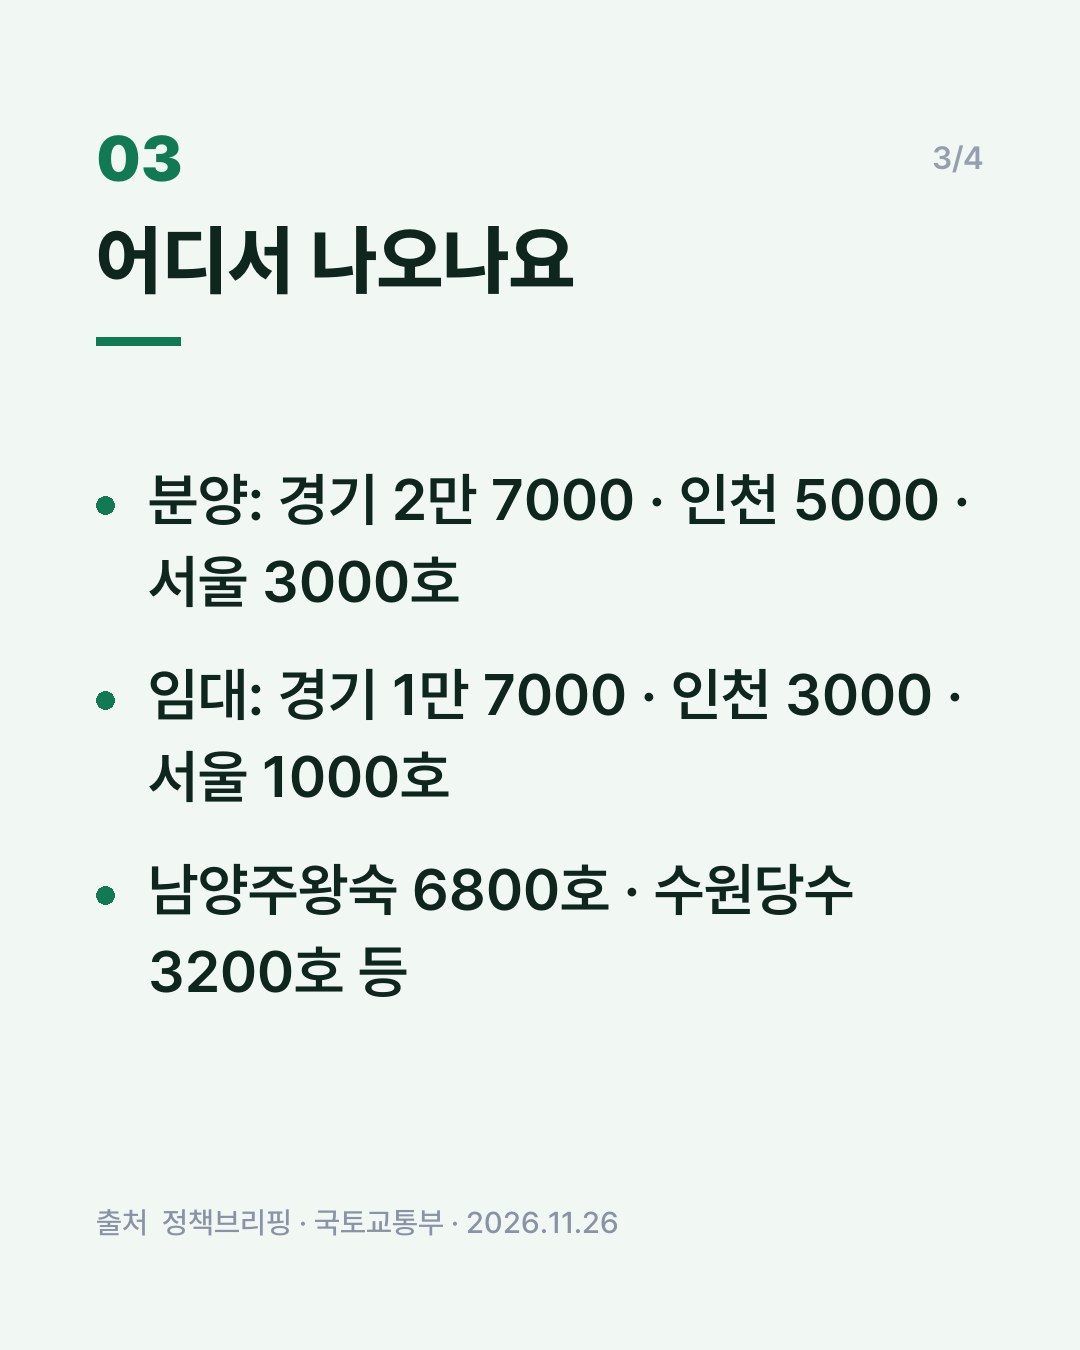 03
3/4
어디서 나오나요
분양: 경기 2만 7000 · 인천 5000 ·
서울 3000호
임대: 경기 1만 7000 · 인천 3000 ·
서울 1000호
남양주왕숙 6800호 · 수원당수
3200호 등
출처 정책브리핑 · 국토교통부 · 2026.11.26